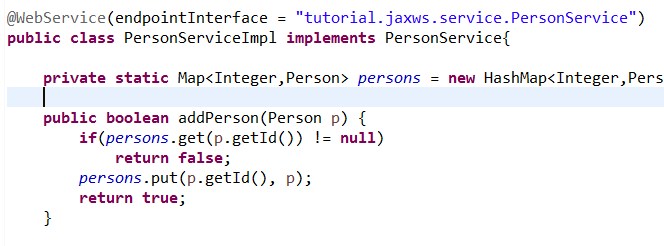 @WebService(endpointInterface = "tutorial.jaxws.service.PersonService")
public class PersonServiceImpl implements PersonService{
private static Map<Integer,Person> persons = new HashMap<Integer,Pers
public boolean addPerson(Person p) {
if(persons.get(p.getId()) != null)
return false;
persons.put(p.getId(), p);
return true;
}